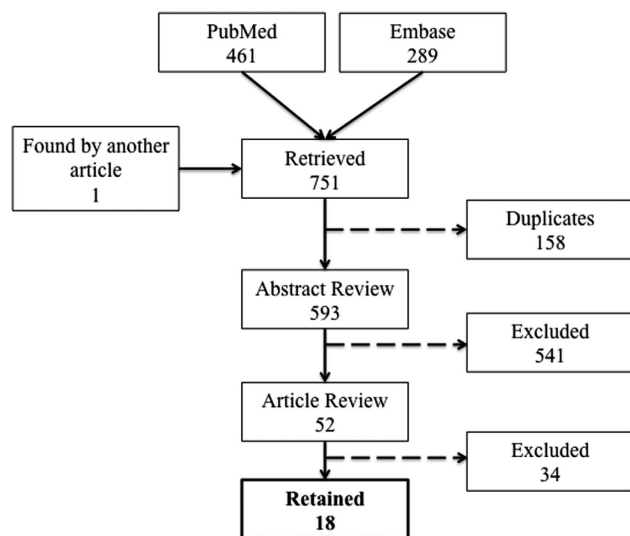 PubMed
461
Embase
289
Found by another
article
1
Retrieved
751
Duplicates
158
Abstract Review
593
Excluded
541
Article Review
52
Excluded
34
Retained
18